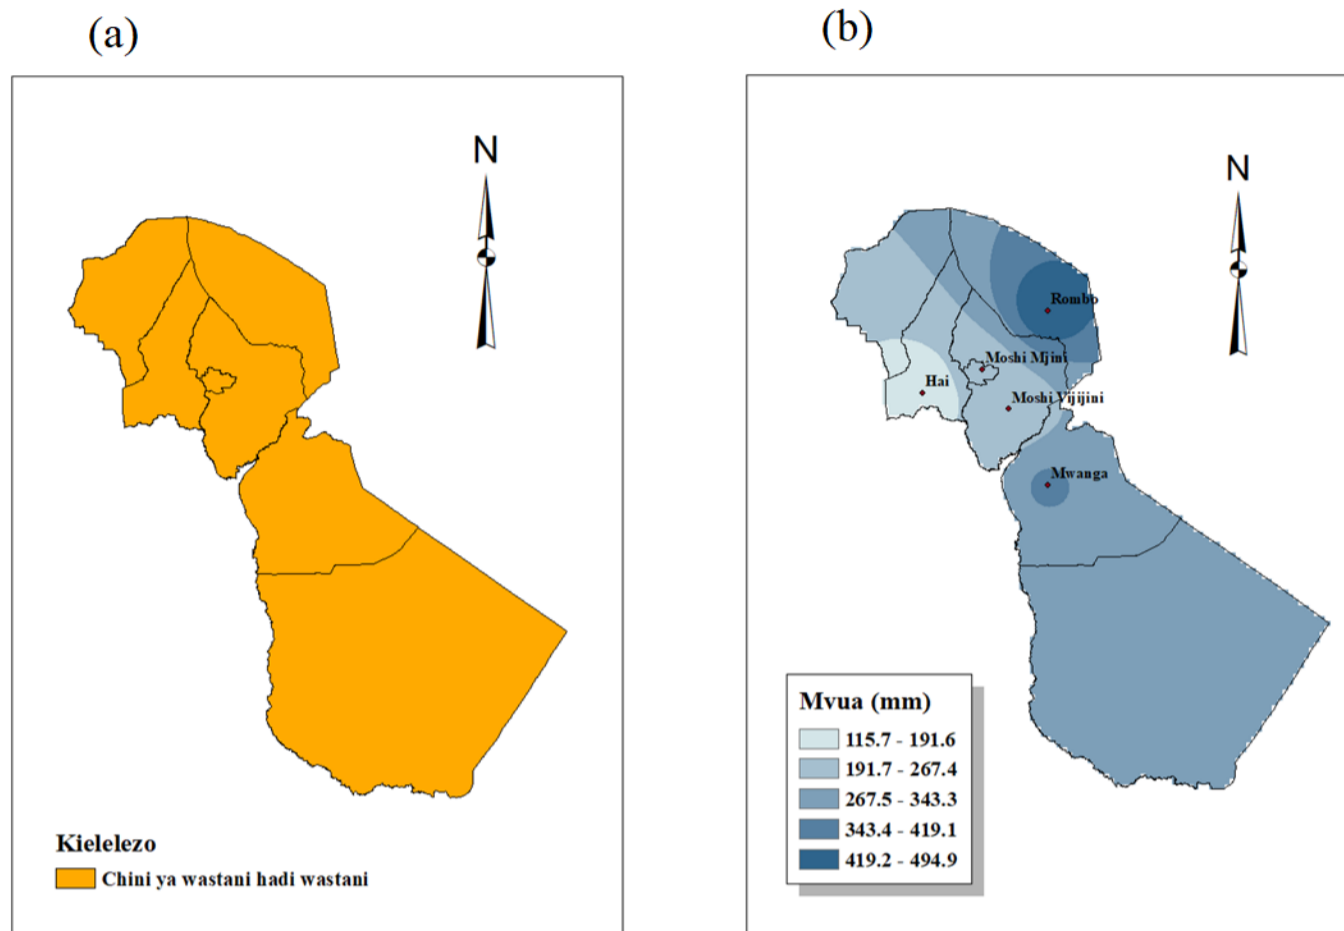 (a)
N
Kielelezo
Chini ya wastani hadi wastani
(b)
N
Rombo
Moshi Mjini
Hai
Moshi Vijijini
Mwanga
Mvua (mm)
115.7 - 191.6
191.7 - 267.4
267.5 - 343.3
343.4 - 419.1
419.2 - 494.9